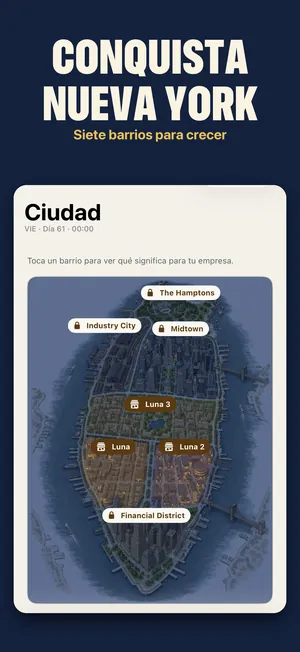 CONQUISTA
NUEVA YORK
Siete barrios para crecer
Ciudad
VIE · Día 61 · 00:00
Toca un barrio para ver qué significa para tu empresa.
The Hamptons
Industry City
Midtown
Luna 3
Luna
Luna 2
Financial District